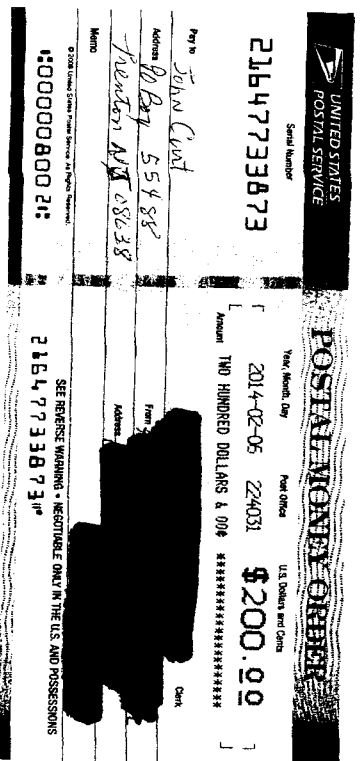 UNITED STATES
POSTAL SERVICE
POSTAL MONEY ORDER
Serial Number
21647733873
Year, Month, Day
Post Office
U.S. Dollars and Cents
2014-02-06
224031
$200.00
Amount
TWO HUNDRED DOLLARS & 00¢ **********************
Pay to
John
Address
PO Box 55488
Trenton NJ 08638
Memo
From
Address
Clerk
© 2008 United States Postal Service. All Rights Reserved.
SEE REVERSE WARNING • NEGOTIABLE ONLY IN THE U.S. AND POSSESSIONS
⑆000000800 2⑆
21647733873⑈